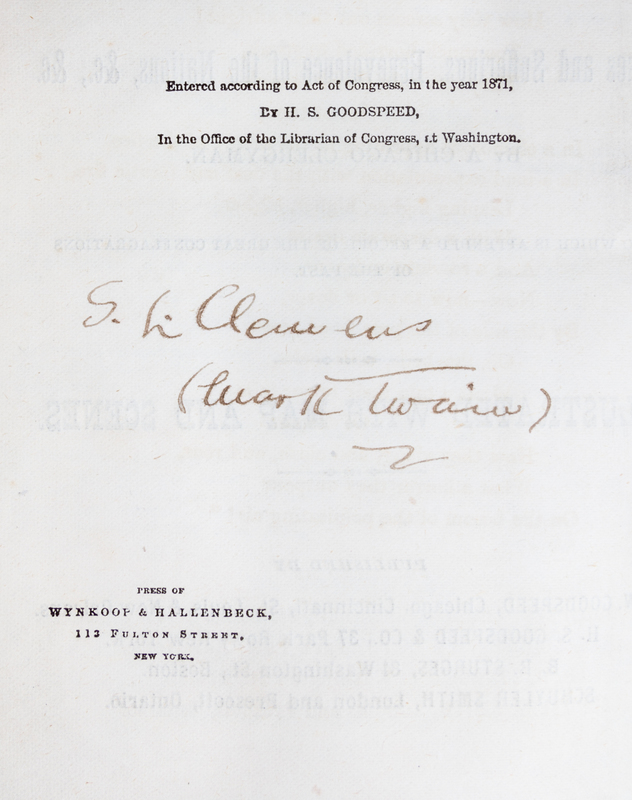 Entered according to Act of Congress, in the year 1871,
BY H. S. GOODSPEED,
In the Office of the Librarian of Congress, at Washington.
S. L. Clemens
(Mark Twain)
PRESS OF
WYNKOOP & HALLENBECK,
113 FULTON STREET,
NEW YORK.